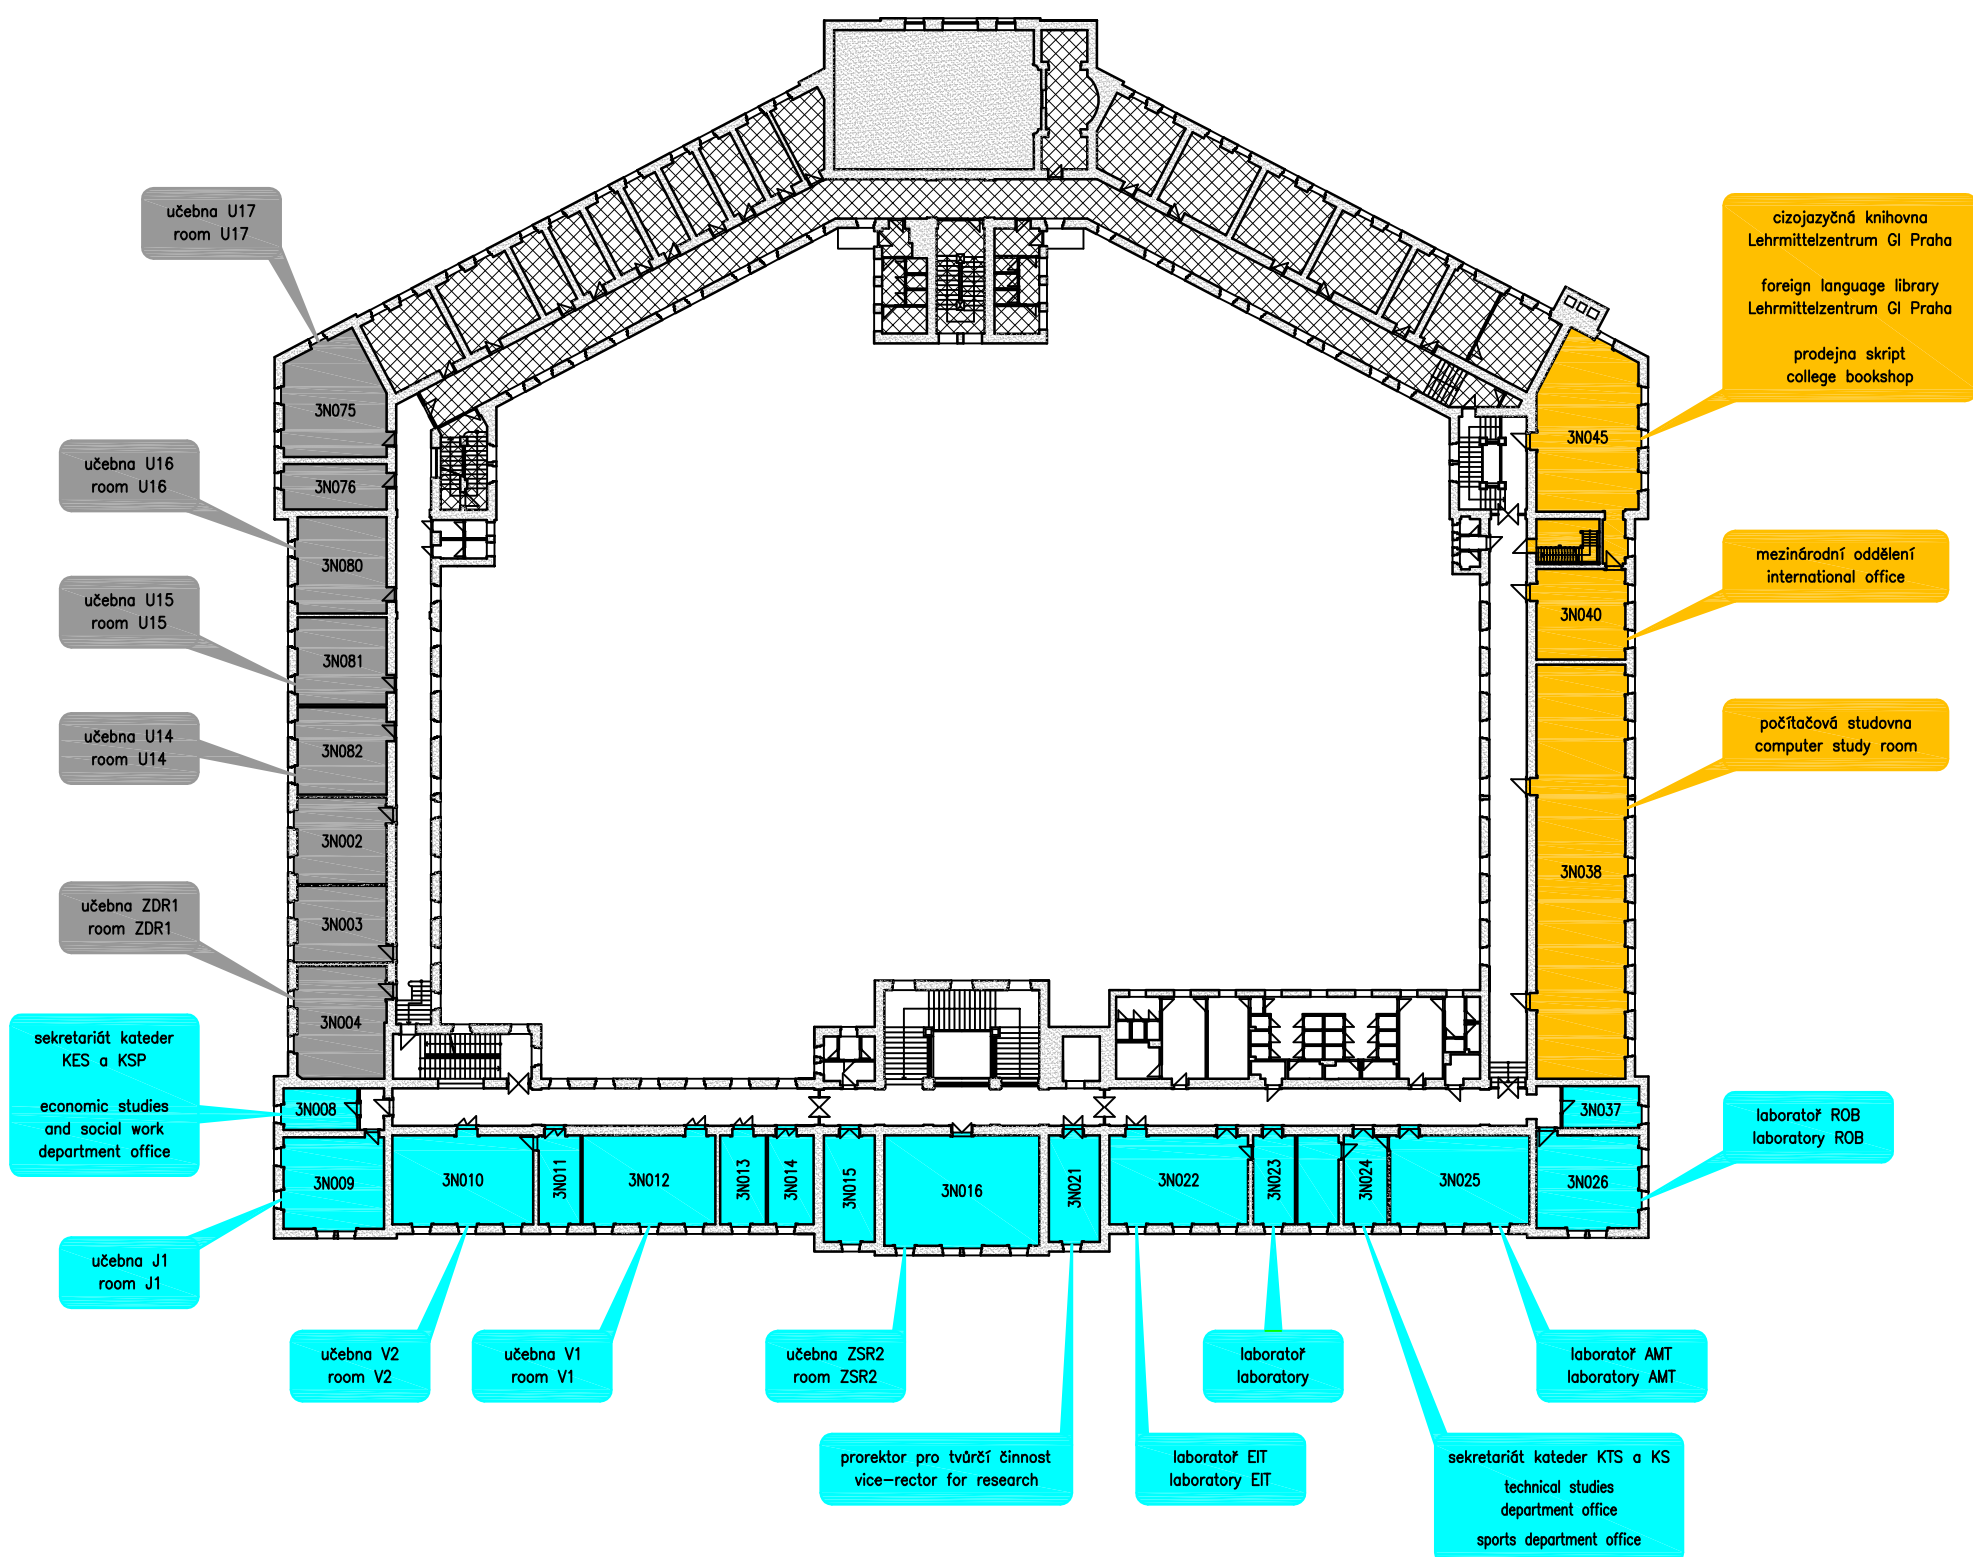 učebna U17
room U17
cizojazyčná knihovna
Lehrmittelzentrum GI Praha
foreign language library
Lehrmittelzentrum GI Praha
prodejna skript
college bookshop
3N075
3N045
učebna U16
room U16
3N076
3N080
mezinárodní oddělení
international office
učebna U15
room U15
3N040
3N081
učebna U14
room U14
3N082
počítačová studovna
computer study room
3N002
3N038
učebna ZDR1
room ZDR1
3N003
3N004
sekretariát kateder
KES a KSP
economic studies
and social work
department office
3N008
3N037
laboratoř ROB
laboratory ROB
3N009
3N010
3N011
3N012
3N013
3N014
3N015
3N016
3N021
3N022
3N023
3N024
3N025
3N026
učebna J1
room J1
učebna V2
room V2
učebna V1
room V1
učebna ZSR2
room ZSR2
laboratoř
laboratory
laboratoř AMT
laboratory AMT
prorektor pro tvůrčí činnost
vice-rector for research
laboratoř EIT
laboratory EIT
sekretariát kateder KTS a KS
technical studies
department office
sports department office